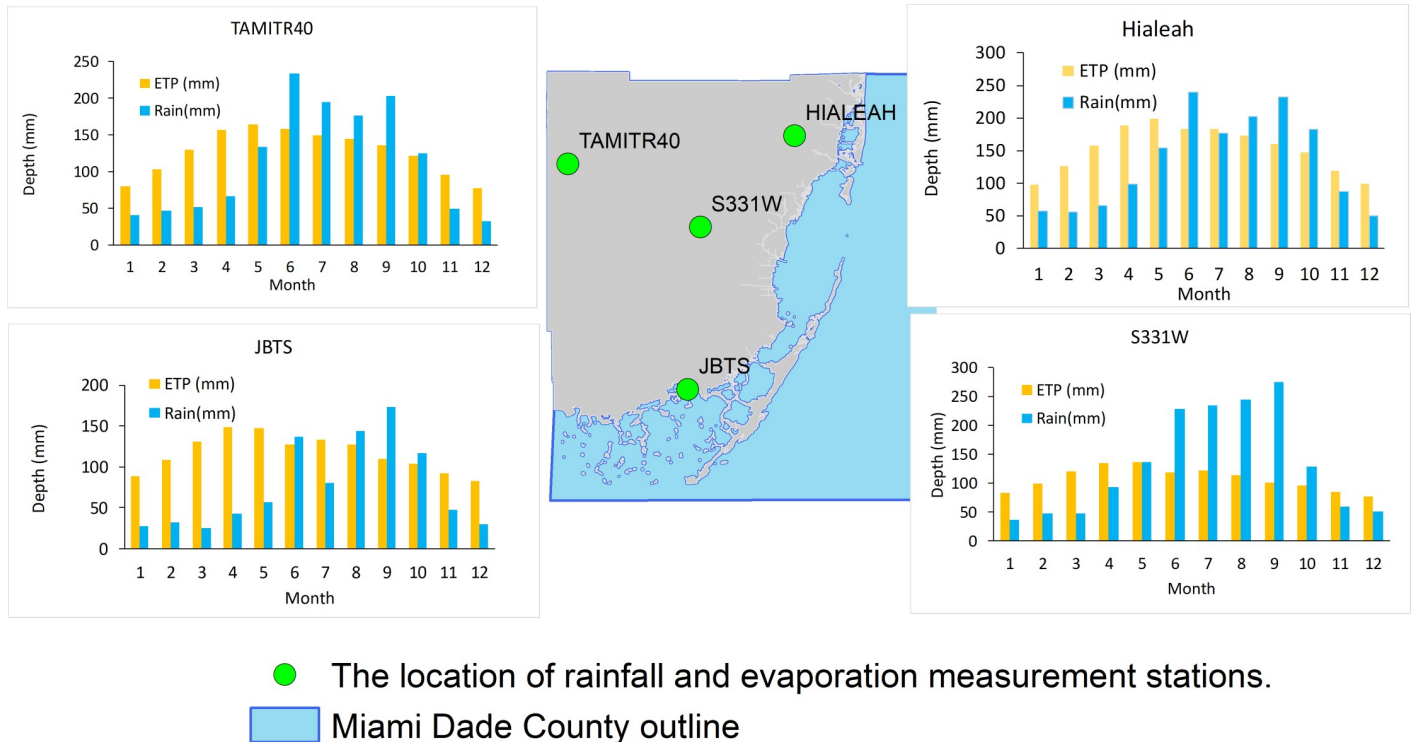 TAMITR40
250
200
150
100
50
0
Depth (mm)
ETP (mm)
Rain(mm)
1 2 3 4 5 6 7 8 9 10 11 12
Month
JBTS
200
150
100
50
0
Depth (mm)
ETP (mm)
Rain(mm)
1 2 3 4 5 6 7 8 9 10 11 12
Month
HIALEAH
TAMITR40
S331W
JBTS
Hialeah
300
250
200
150
100
50
0
Depth (mm)
ETP (mm)
Rain(mm)
1 2 3 4 5 6 7 8 9 10 11 12
Month
S331W
300
250
200
150
100
50
0
Depth (mm)
ETP (mm)
Rain(mm)
1 2 3 4 5 6 7 8 9 10 11 12
Month
The location of rainfall and evaporation measurement stations.
Miami Dade County outline